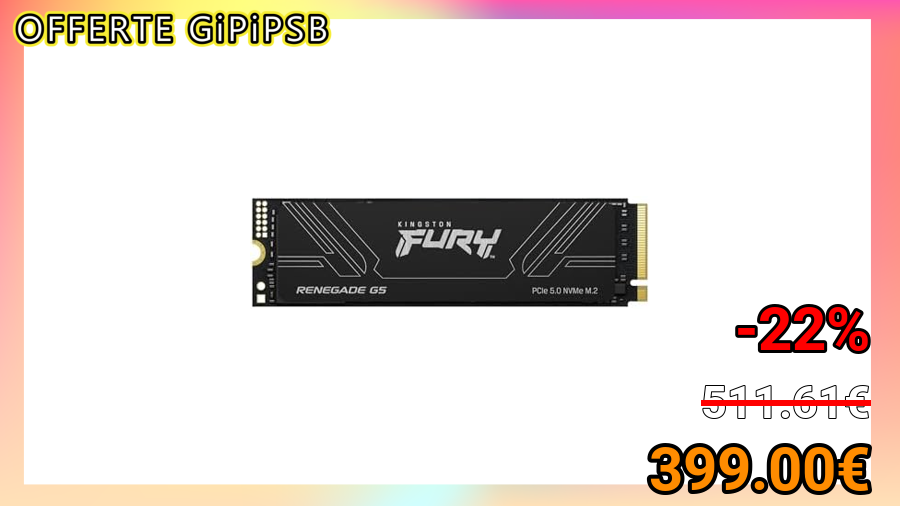 OFFERTE GiPiPSB
KINGSTON
FURY
RENEGADE G5
PCIe 5.0 NVMe M.2
-22%
511.61€
399.00€